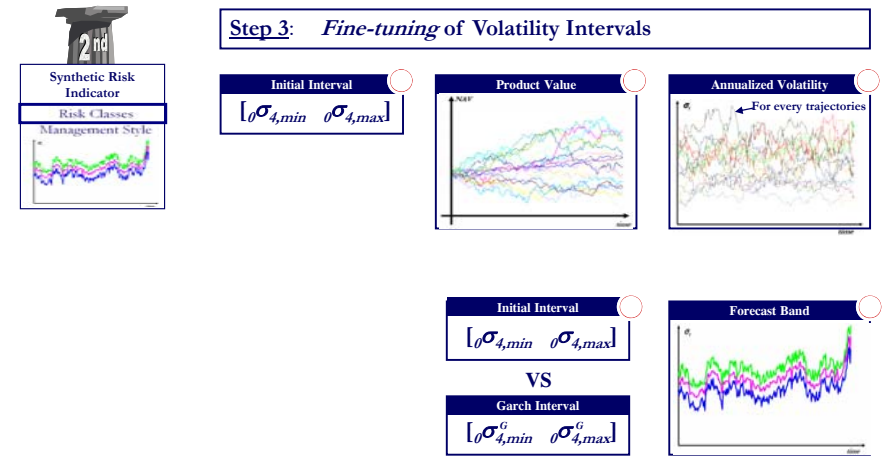 2nd
Synthetic Risk
Indicator
Risk Classes
Management Style
Step 3: Fine-tuning of Volatility Intervals
Initial Interval
[₀σ₄,min ₀σ₄,max]
Product Value
NAV
time
Annualized Volatility
σt
For every trajectories
time
Initial Interval
[₀σ₄,min ₀σ₄,max]
VS
Garch Interval
[₀σᴳ₄,min ₀σᴳ₄,max]
Forecast Band
σt
time